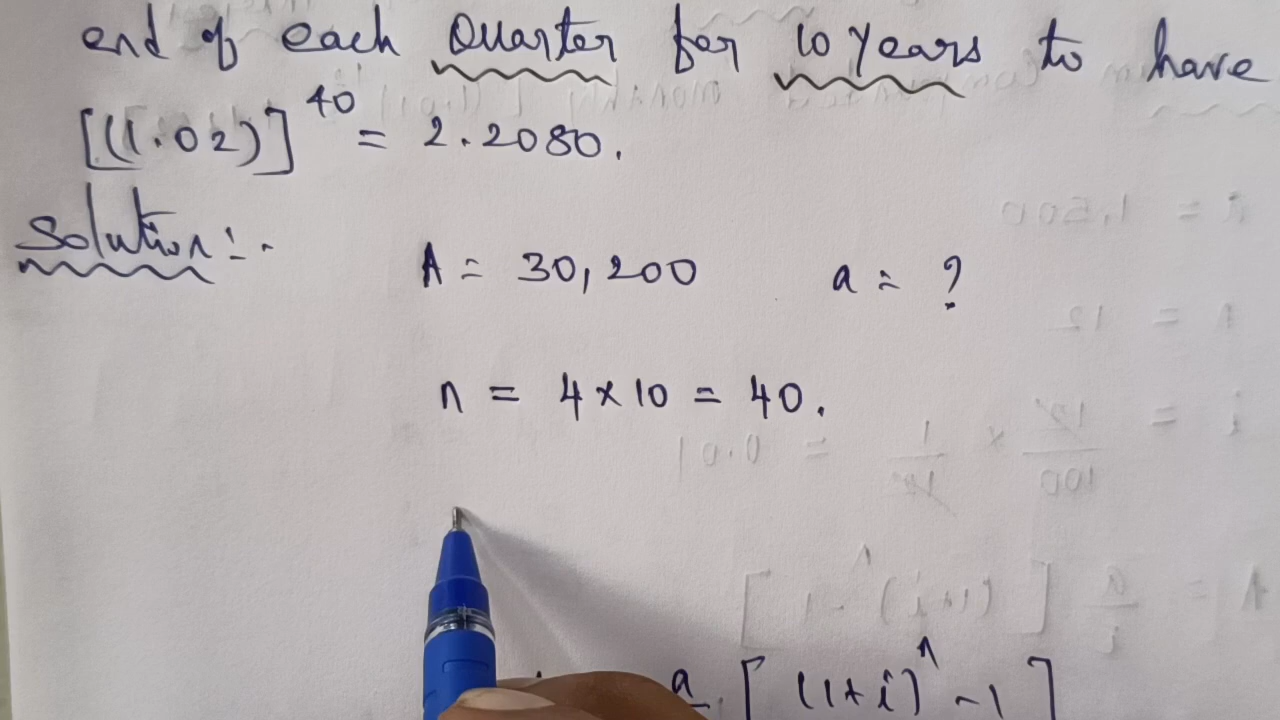 end of each Quarter for 10 years to have
[(1.02)]^40 = 2.2080.
Solution:-
A = 30,200 a = ?
n = 4 × 10 = 40.
a [ (1+i)^n - 1 ]